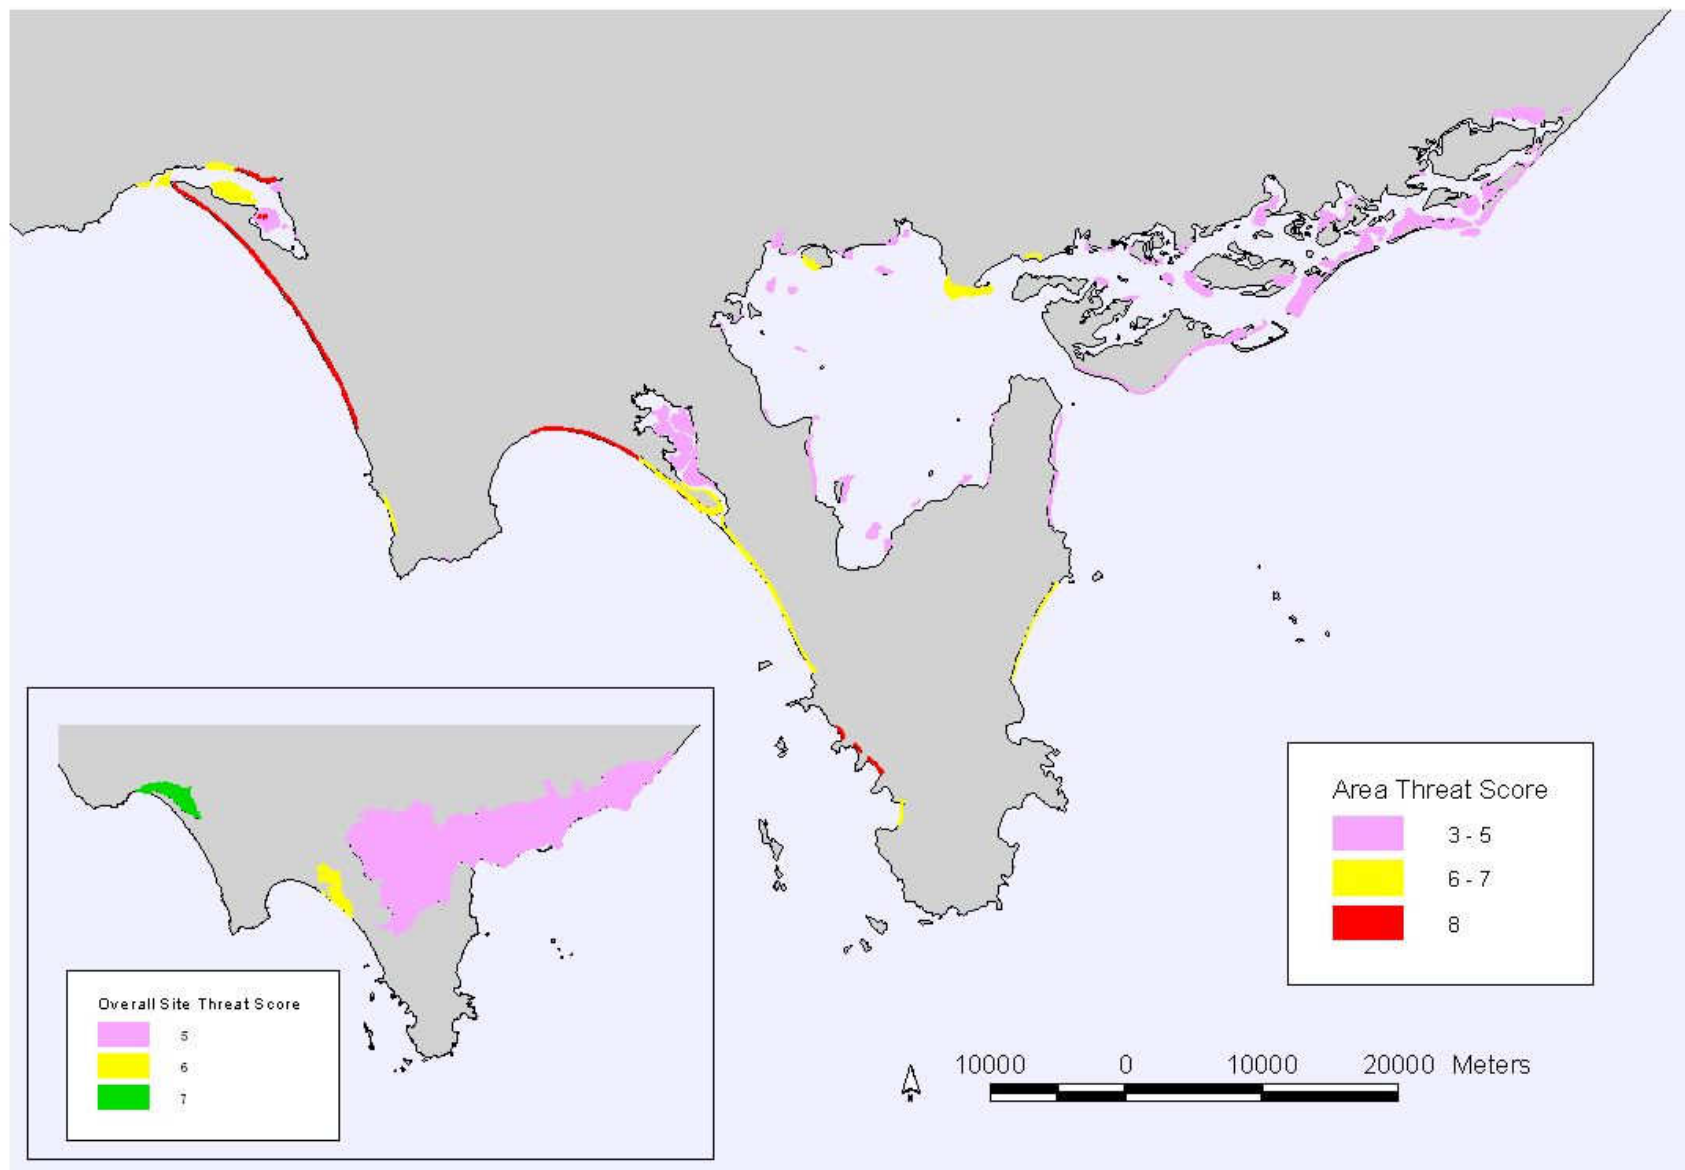 Area Threat Score
3 - 5
6 - 7
8
Overall Site Threat Score
5
6
7
10000 0 10000 20000 Meters
N